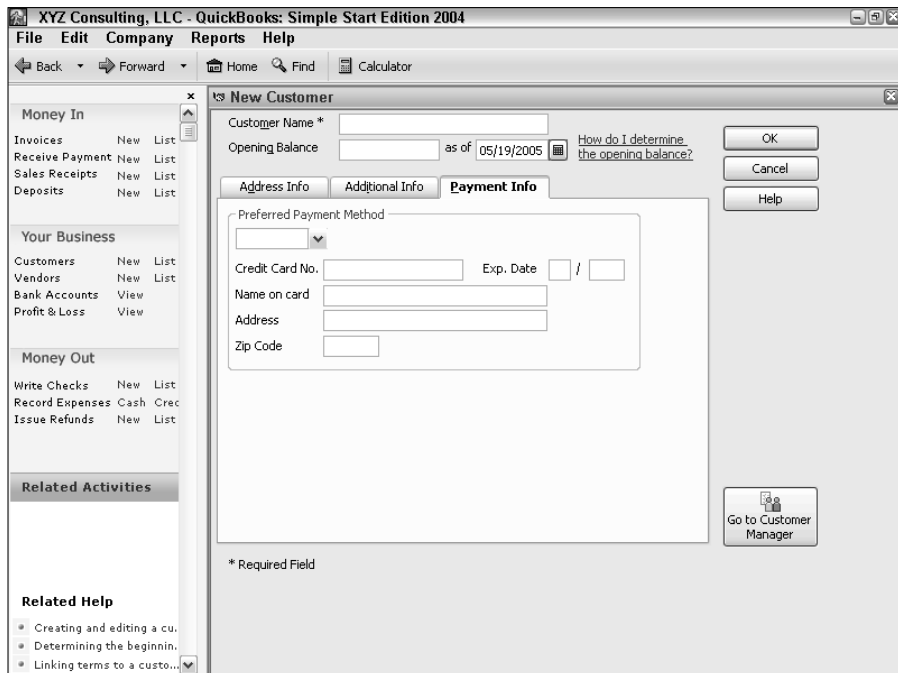 XYZ Consulting, LLC - QuickBooks: Simple Start Edition 2004
File Edit Company Reports Help
Back Forward Home Find Calculator
Money In
Invoices New List
Receive Payment New List
Sales Receipts New List
Deposits New List
Your Business
Customers New List
Vendors New List
Bank Accounts View
Profit & Loss View
Money Out
Write Checks New List
Record Expenses Cash Crec
Issue Refunds New List
Related Activities
Related Help
Creating and editing a cu.
Determining the beginnin.
Linking terms to a custo...
New Customer
Customer Name *
Opening Balance as of 05/19/2005 How do I determine
the opening balance?
Address Info Additional Info Payment Info
Preferred Payment Method
Credit Card No. Exp. Date /
Name on card
Address
Zip Code
* Required Field
OK
Cancel
Help
Go to Customer
Manager